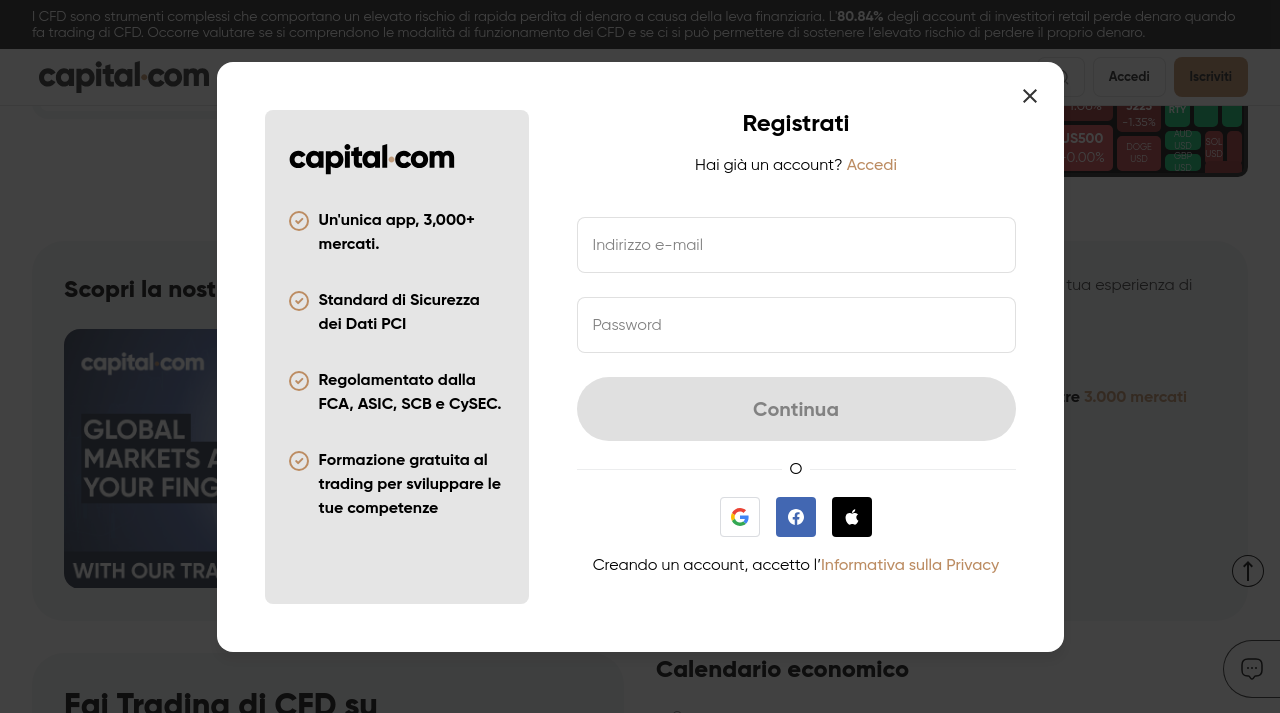 I CFD sono strumenti complessi che comportano un elevato rischio di rapida perdita di denaro a causa della leva finanziaria. L'80.84% degli account di investitori retail perde denaro quando
fa trading di CFD. Occorre valutare se si comprendono le modalità di funzionamento dei CFD e se ci si può permettere di sostenere l'elevato rischio di perdere il proprio denaro.
capital.com
Accedi
Iscriviti
J225
RTY
-1.35%
US500
-0.00%
DOGE
USD
AUD
USD
GBP
USD
SOL
USD
Scopri la nost
tua esperienza di
3.000 mercati
capital.com
GLOBAL
MARKETS A
YOUR FING
WITH OUR TRA
capital.com
Un'unica app, 3,000+
mercati.
Standard di Sicurezza
dei Dati PCI
Regolamentato dalla
FCA, ASIC, SCB e CySEC.
Formazione gratuita al
trading per sviluppare le
tue competenze
Registrati
Hai già un account? Accedi
Indirizzo e-mail
Password
Continua
O
Creando un account, accetto l’Informativa sulla Privacy
Calendario economico
Fai Trading di CFD su